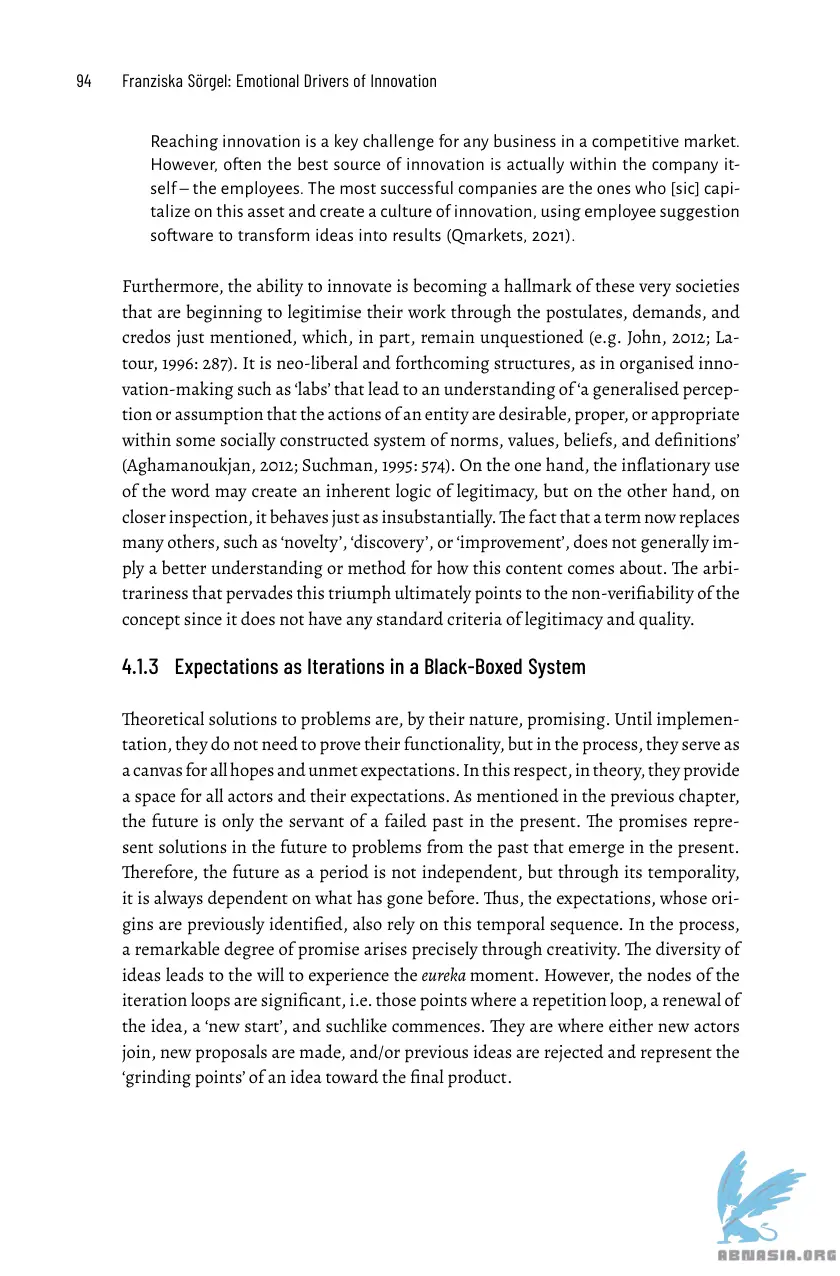 94 Franziska Sörgel: Emotional Drivers of Innovation
Reaching innovation is a key challenge for any business in a competitive market.
However, often the best source of innovation is actually within the company it-
self – the employees. The most successful companies are the ones who [sic] capi-
talize on this asset and create a culture of innovation, using employee suggestion
software to transform ideas into results (Qmarkets, 2021).
Furthermore, the ability to innovate is becoming a hallmark of these very societies
that are beginning to legitimise their work through the postulates, demands, and
credos just mentioned, which, in part, remain unquestioned (e.g. John, 2012; La-
tour, 1996: 287). It is neo-liberal and forthcoming structures, as in organised inno-
vation-making such as ‘labs’ that lead to an understanding of ‘a generalised percep-
tion or assumption that the actions of an entity are desirable, proper, or appropriate
within some socially constructed system of norms, values, beliefs, and definitions’
(Aghamanoukjan, 2012; Suchman, 1995: 574). On the one hand, the inflationary use
of the word may create an inherent logic of legitimacy, but on the other hand, on
closer inspection, it behaves just as insubstantially. The fact that a term now replaces
many others, such as ‘novelty’, ‘discovery’, or ‘improvement’, does not generally im-
ply a better understanding or method for how this content comes about. The arbi-
trariness that pervades this triumph ultimately points to the non-verifiability of the
concept since it does not have any standard criteria of legitimacy and quality.
4.1.3 Expectations as Iterations in a Black-Boxed System
Theoretical solutions to problems are, by their nature, promising. Until implemen-
tation, they do not need to prove their functionality, but in the process, they serve as
a canvas for all hopes and unmet expectations. In this respect, in theory, they provide
a space for all actors and their expectations. As mentioned in the previous chapter,
the future is only the servant of a failed past in the present. The promises repre-
sent solutions in the future to problems from the past that emerge in the present.
Therefore, the future as a period is not independent, but through its temporality,
it is always dependent on what has gone before. Thus, the expectations, whose ori-
gins are previously identified, also rely on this temporal sequence. In the process,
a remarkable degree of promise arises precisely through creativity. The diversity of
ideas leads to the will to experience the eureka moment. However, the nodes of the
iteration loops are significant, i.e. those points where a repetition loop, a renewal of
the idea, a ‘new start’, and suchlike commences. They are where either new actors
join, new proposals are made, and/or previous ideas are rejected and represent the
‘grinding points’ of an idea toward the final product.
ABNASIA.ORG